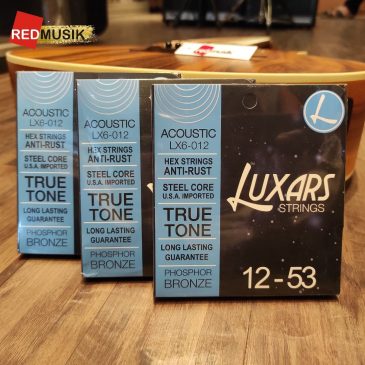 REDMUSIK
ACOUSTIC
LX6-012
HEX STRINGS
ANTI-RUST
STEEL CORE
U.S.A. IMPORTED
TRUE
TONE
LONG LASTING
GUARANTEE
PHOSPHOR
BRONZE
ACOUSTIC
LX6-012
HEX STRINGS
ANTI-RUST
STEEL CORE
U.S.A. IMPORTED
TRUE
TONE
LONG LASTING
GUARANTEE
PHOSPHOR
BRONZE
ACOUSTIC
LX6-012
HEX STRINGS
ANTI-RUST
STEEL CORE
U.S.A. IMPORTED
TRUE
TONE
LONG LASTING
GUARANTEE
PHOSPHOR
BRONZE
L
LUXARS
STRINGS
12-53